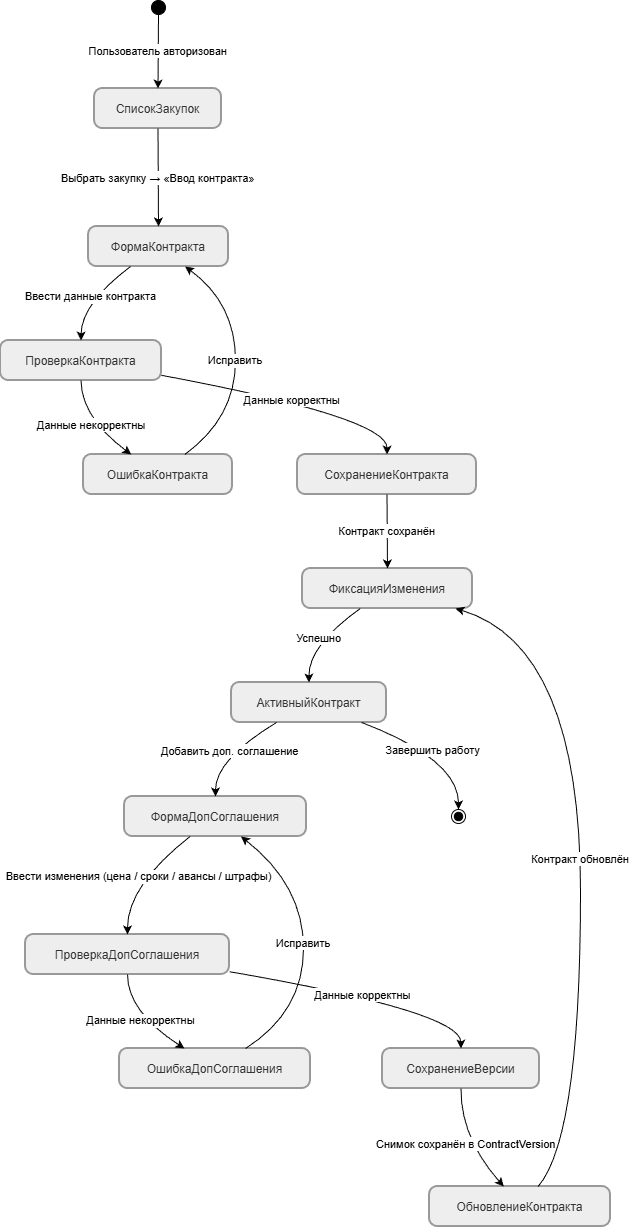 Пользователь авторизован
СписокЗакупок
Выбрать закупку → «Ввод контракта»
ФормаКонтракта
Ввести данные контракта
ПроверкаКонтракта
Исправить
Данные корректны
Данные некорректны
ОшибкаКонтракта
СохранениеКонтракта
Контракт сохранён
ФиксацияИзменения
Успешно
АктивныйКонтракт
Добавить доп. соглашение
Завершить работу
ФормаДопСоглашения
Контракт обновлён
Ввести изменения (цена / сроки / авансы / штрафы)
Исправить
ПроверкаДопСоглашения
Данные корректны
Данные некорректны
ОшибкаДопСоглашения
СохранениеВерсии
Снимок сохранён в ContractVersion
ОбновлениеКонтракта